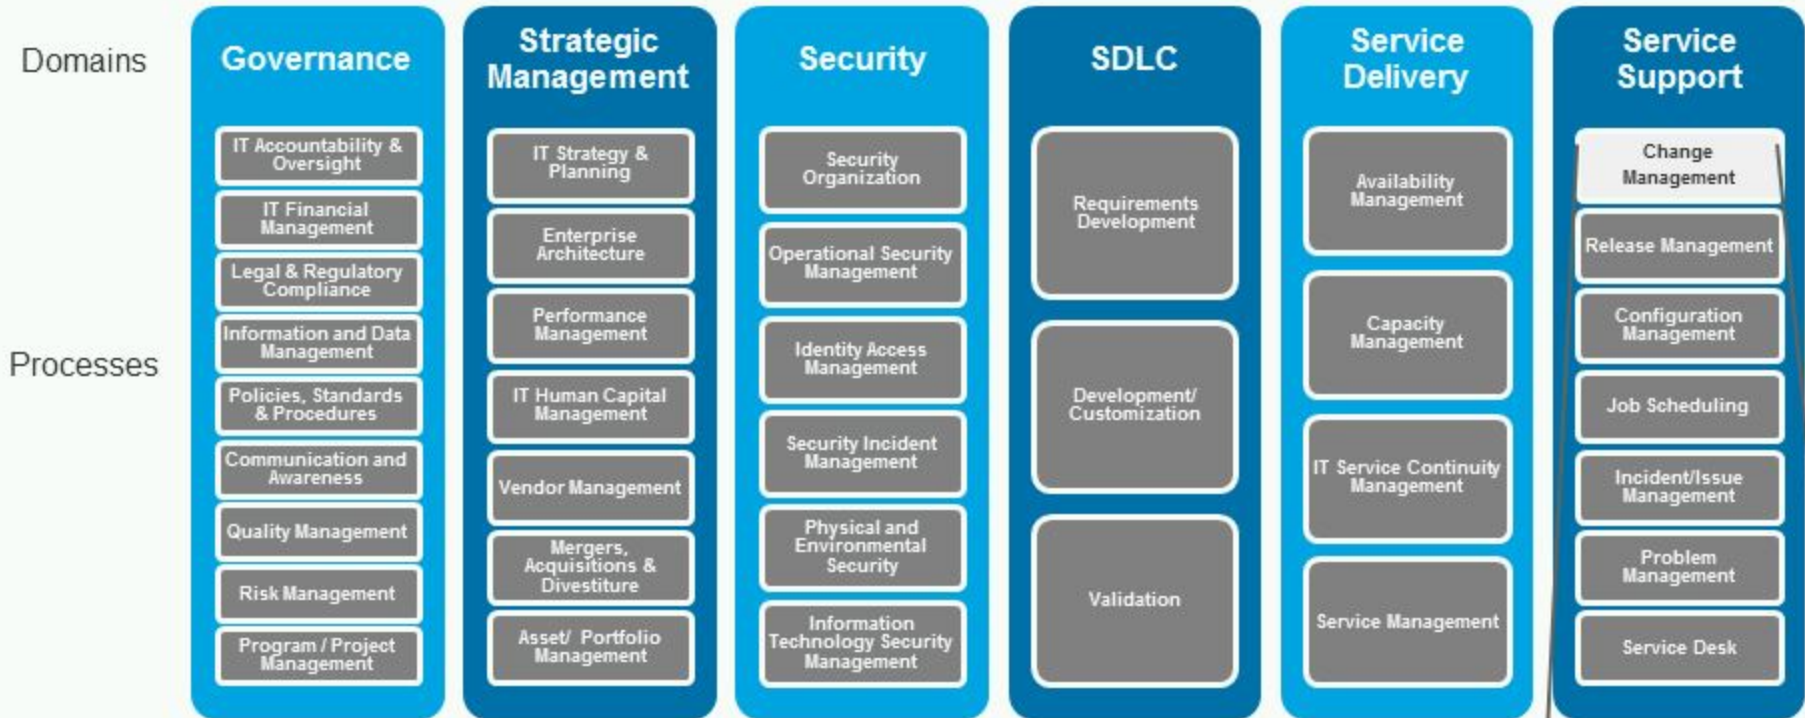 Domains
Governance
Strategic
Management
Security
SDLC
Service
Delivery
Service
Support
Processes
IT Accountability &
Oversight
IT Financial
Management
Legal & Regulatory
Compliance
Information and Data
Management
Policies, Standards
& Procedures
Communication and
Awareness
Quality Management
Risk Management
Program / Project
Management
IT Strategy &
Planning
Enterprise
Architecture
Performance
Management
IT Human Capital
Management
Vendor Management
Mergers,
Acquisitions &
Divestiture
Asset/ Portfolio
Management
Security
Organization
Operational Security
Management
Identity Access
Management
Security Incident
Management
Physical and
Environmental
Security
Information
Technology Security
Management
Requirements
Development
Development/
Customization
Validation
Availability
Management
Capacity
Management
IT Service Continuity
Management
Service Management
Change
Management
Release Management
Configuration
Management
Job Scheduling
Incident/Issue
Management
Problem
Management
Service Desk